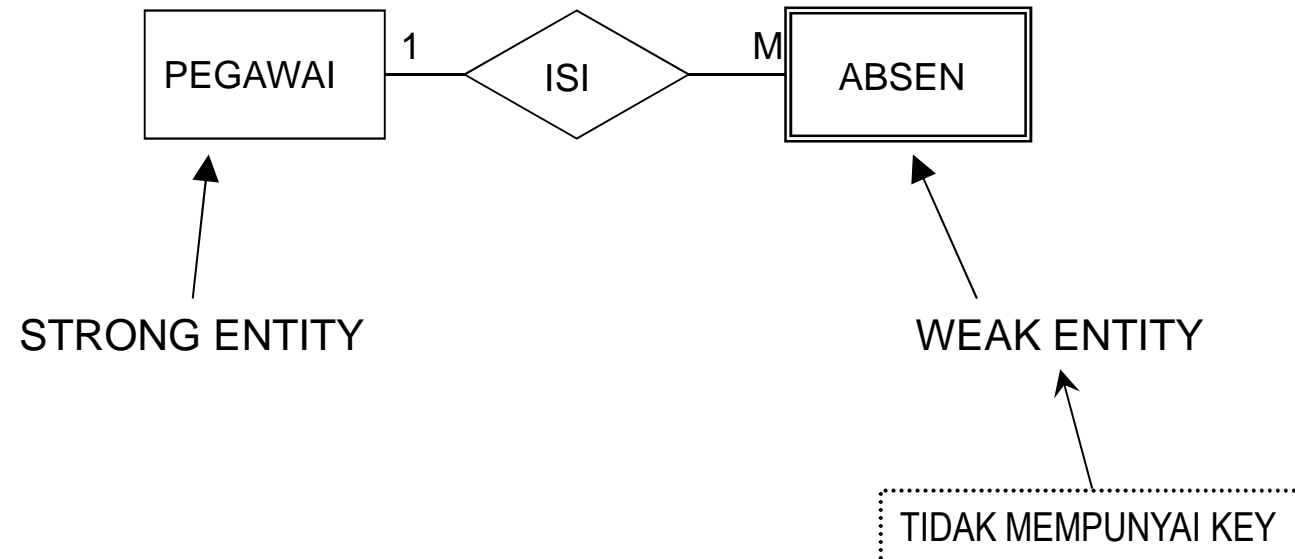 PEGAWAI
1
ISI
M
ABSEN
STRONG ENTITY
WEAK ENTITY
TIDAK MEMPUNYAI KEY